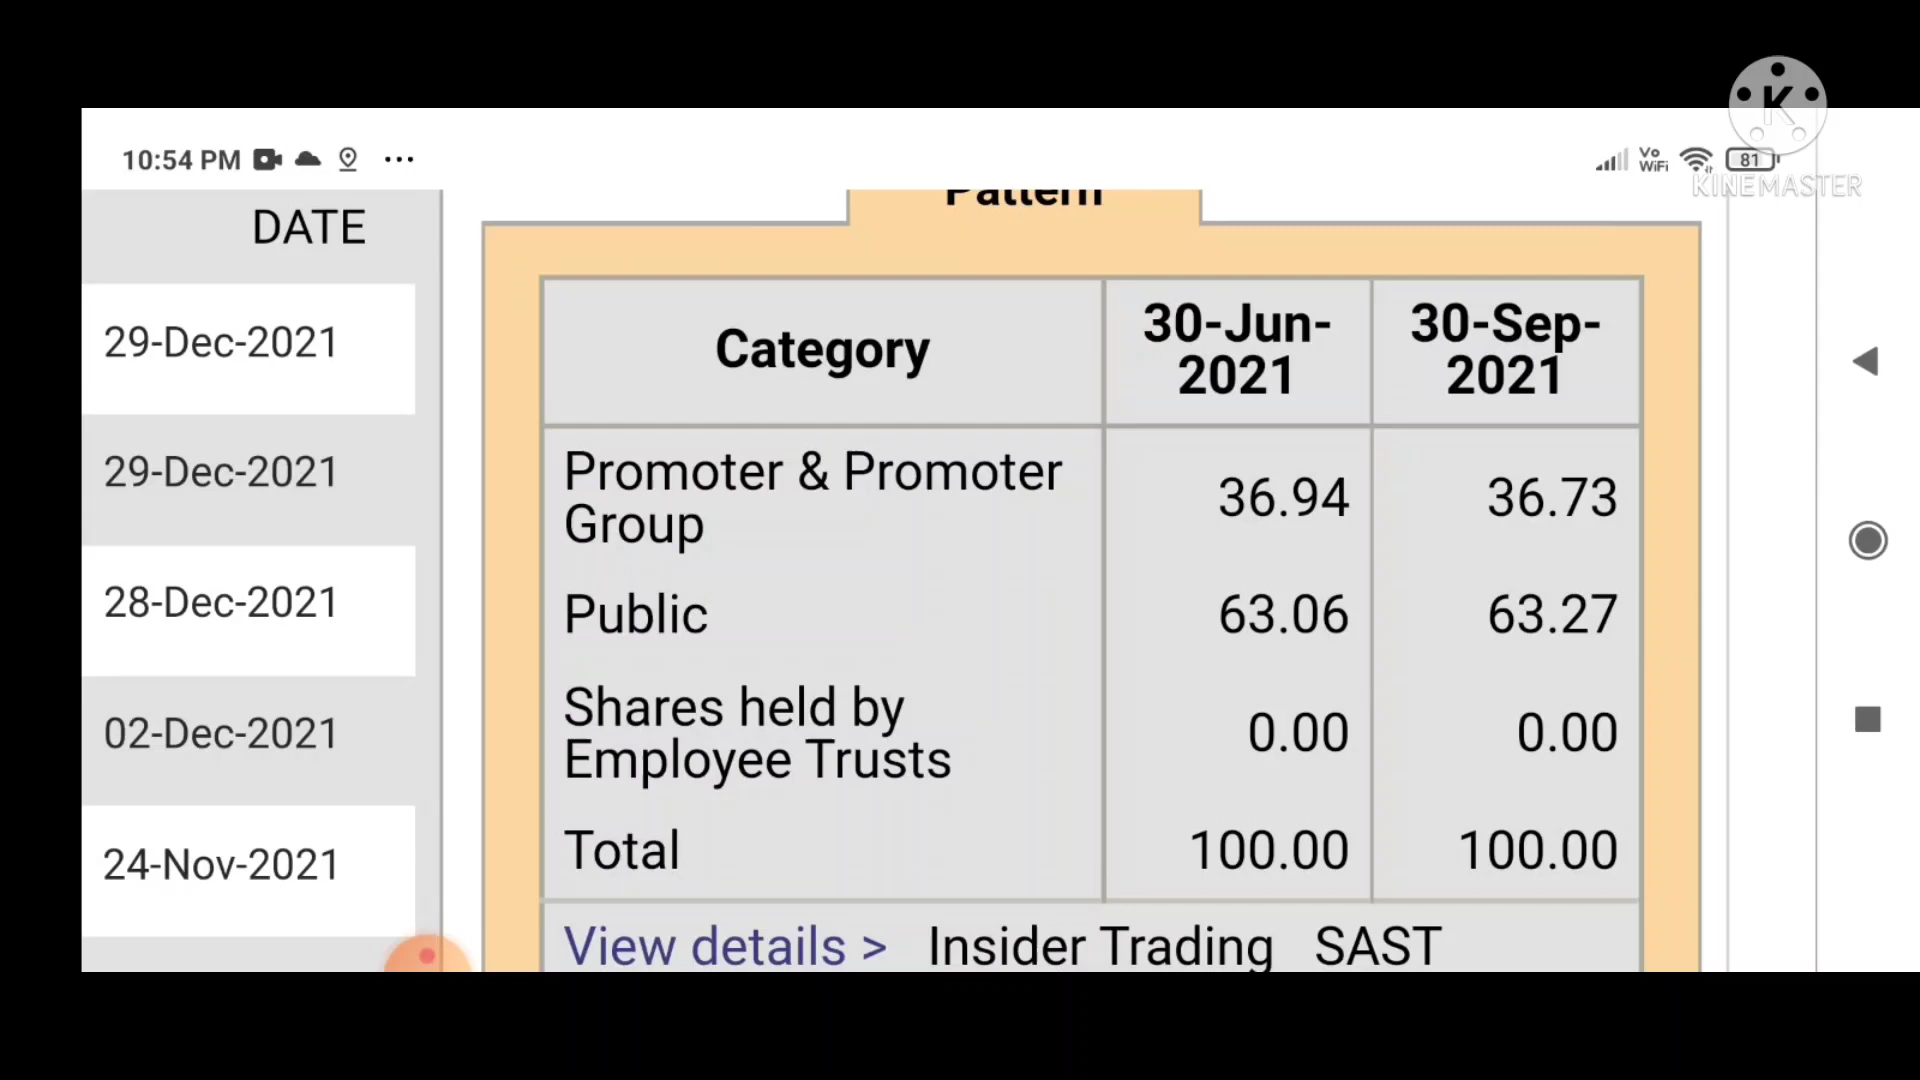 10:54 PM
Vo
WiFi
81
K
KINEMASTER
DATE
29-Dec-2021
29-Dec-2021
28-Dec-2021
02-Dec-2021
24-Nov-2021
Pattern
Category
30-Jun-
2021
30-Sep-
2021
Promoter & Promoter
Group
36.94
36.73
Public
63.06
63.27
Shares held by
Employee Trusts
0.00
0.00
Total
100.00
100.00
View details > Insider Trading SAST